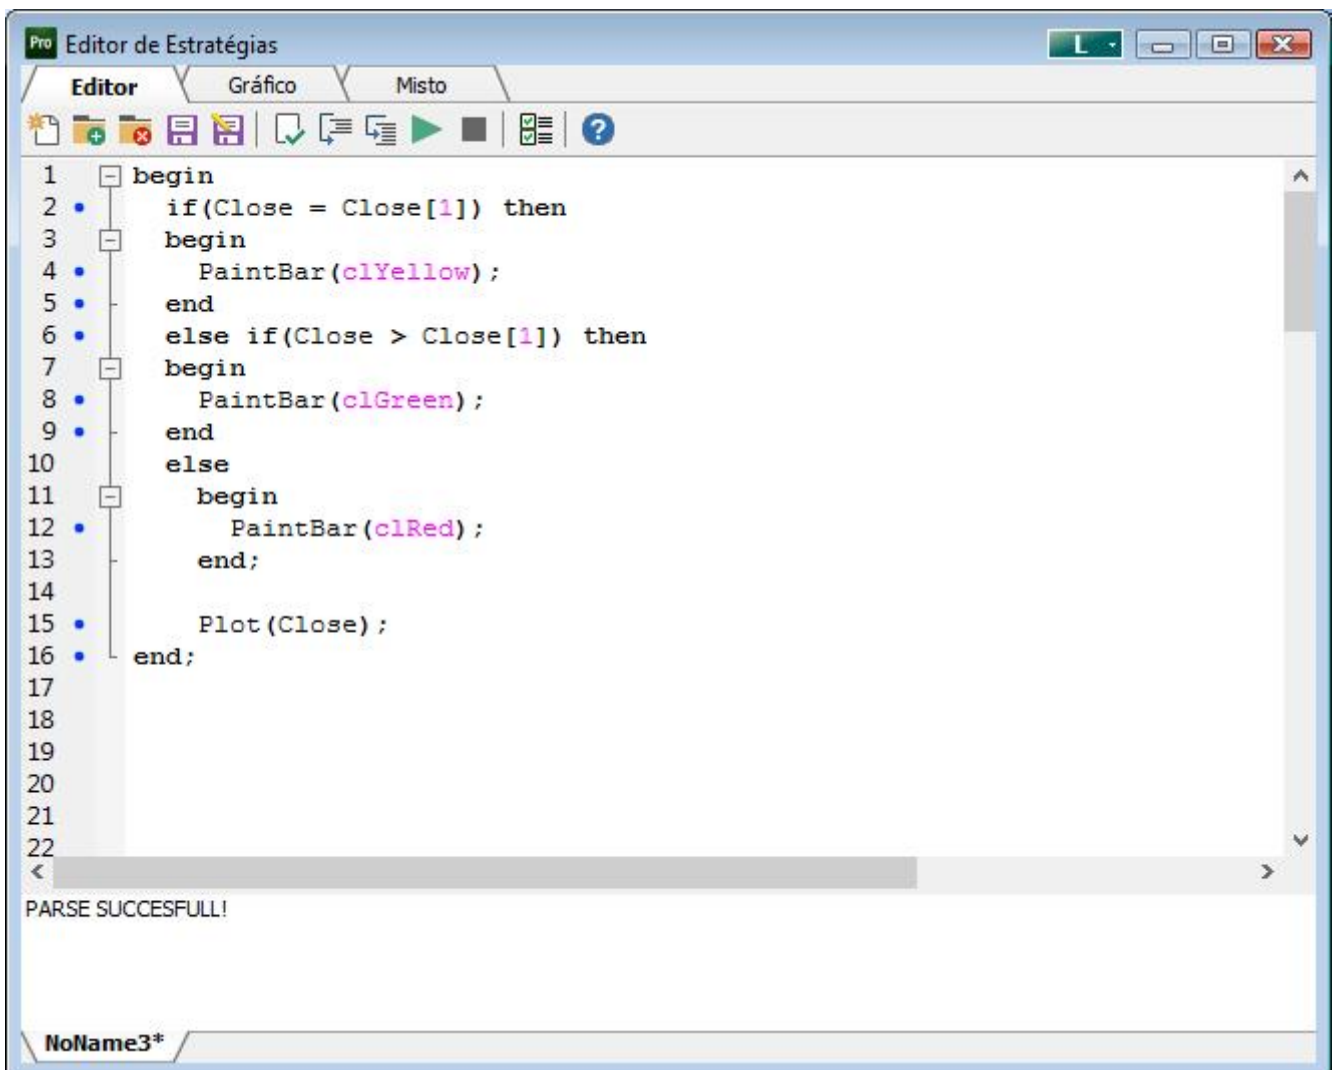 Pro Editor de Estratégias L
Editor Gráfico Misto
1 begin
2 if(Close = Close[1]) then
3 begin
4 PaintBar(clYellow);
5 end
6 else if(Close > Close[1]) then
7 begin
8 PaintBar(clGreen);
9 end
10 else
11 begin
12 PaintBar(clRed);
13 end;
14
15 Plot(Close);
16 end;
17
18
19
20
21
22
PARSE SUCCESFULL!
NoName3*